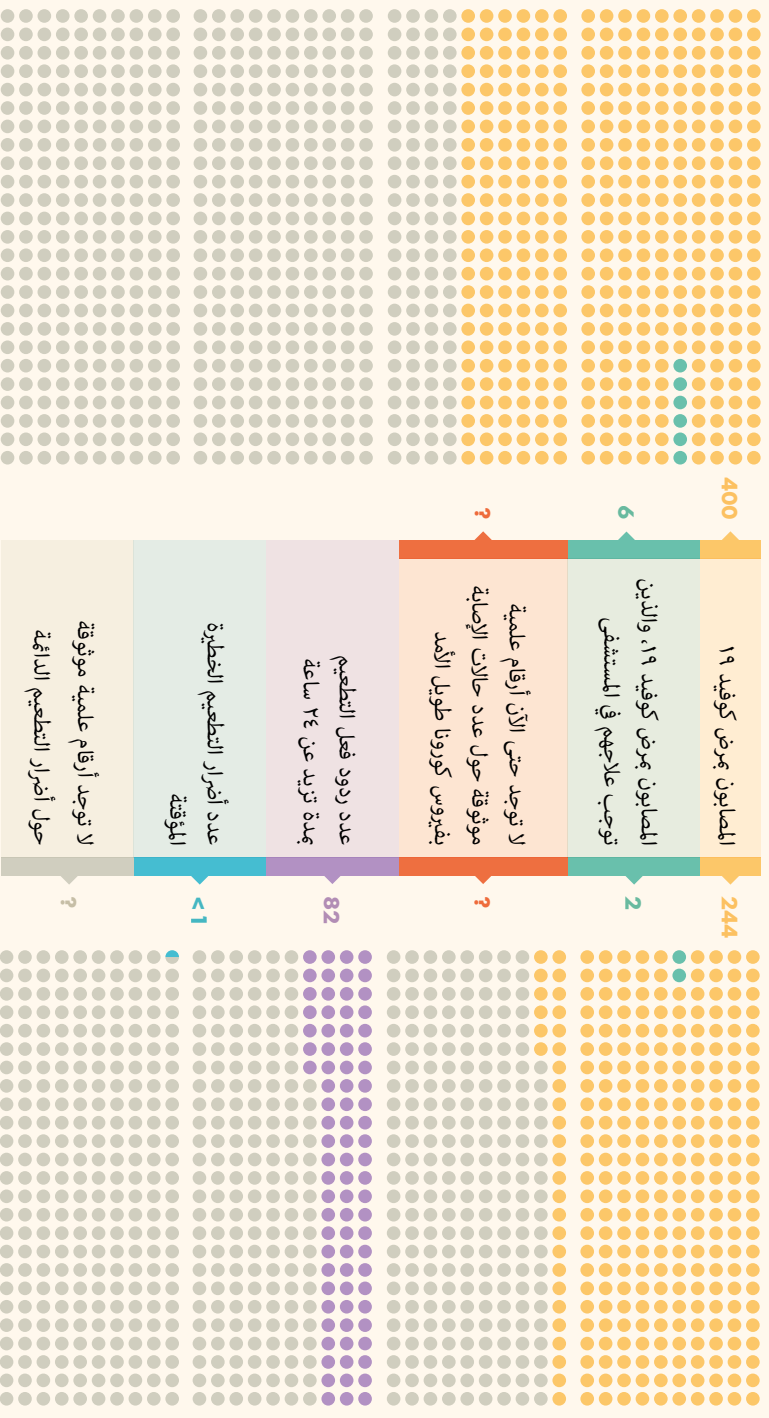 244
المصابون بمرض كوفيد ١٩
400
2
المصابون بمرض كوفيد ١٩، والذين
توجب علاجهم في المستشفى
6
?
لا توجد حتى الآن أرقام علمية
موثوقة حول عدد حالات الإصابة
بفيروس كورونا طويل الأمد
?
82
عدد ردود فعل التطعيم
بمدة تزيد عن ٢٤ ساعة
<1
عدد أضرار التطعيم الخطيرة
المؤقتة
?
لا توجد أرقام علمية موثوقة
حول أضرار التطعيم الدائمة